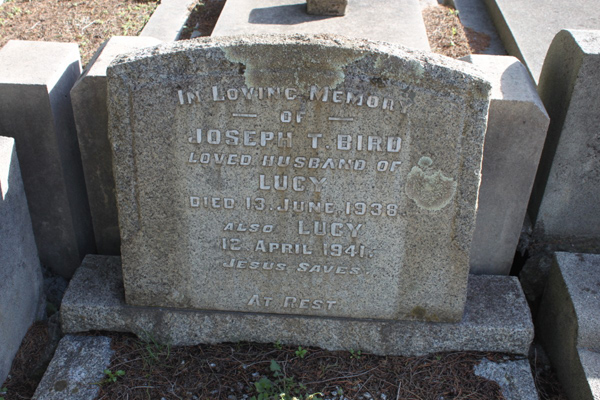 In Loving Memory
— OF —
JOSEPH T. BIRD
LOVED HUSBAND OF
LUCY
DIED 13. JUNE, 1938.
ALSO LUCY
12. APRIL 1941.
JESUS SAVES.
AT REST